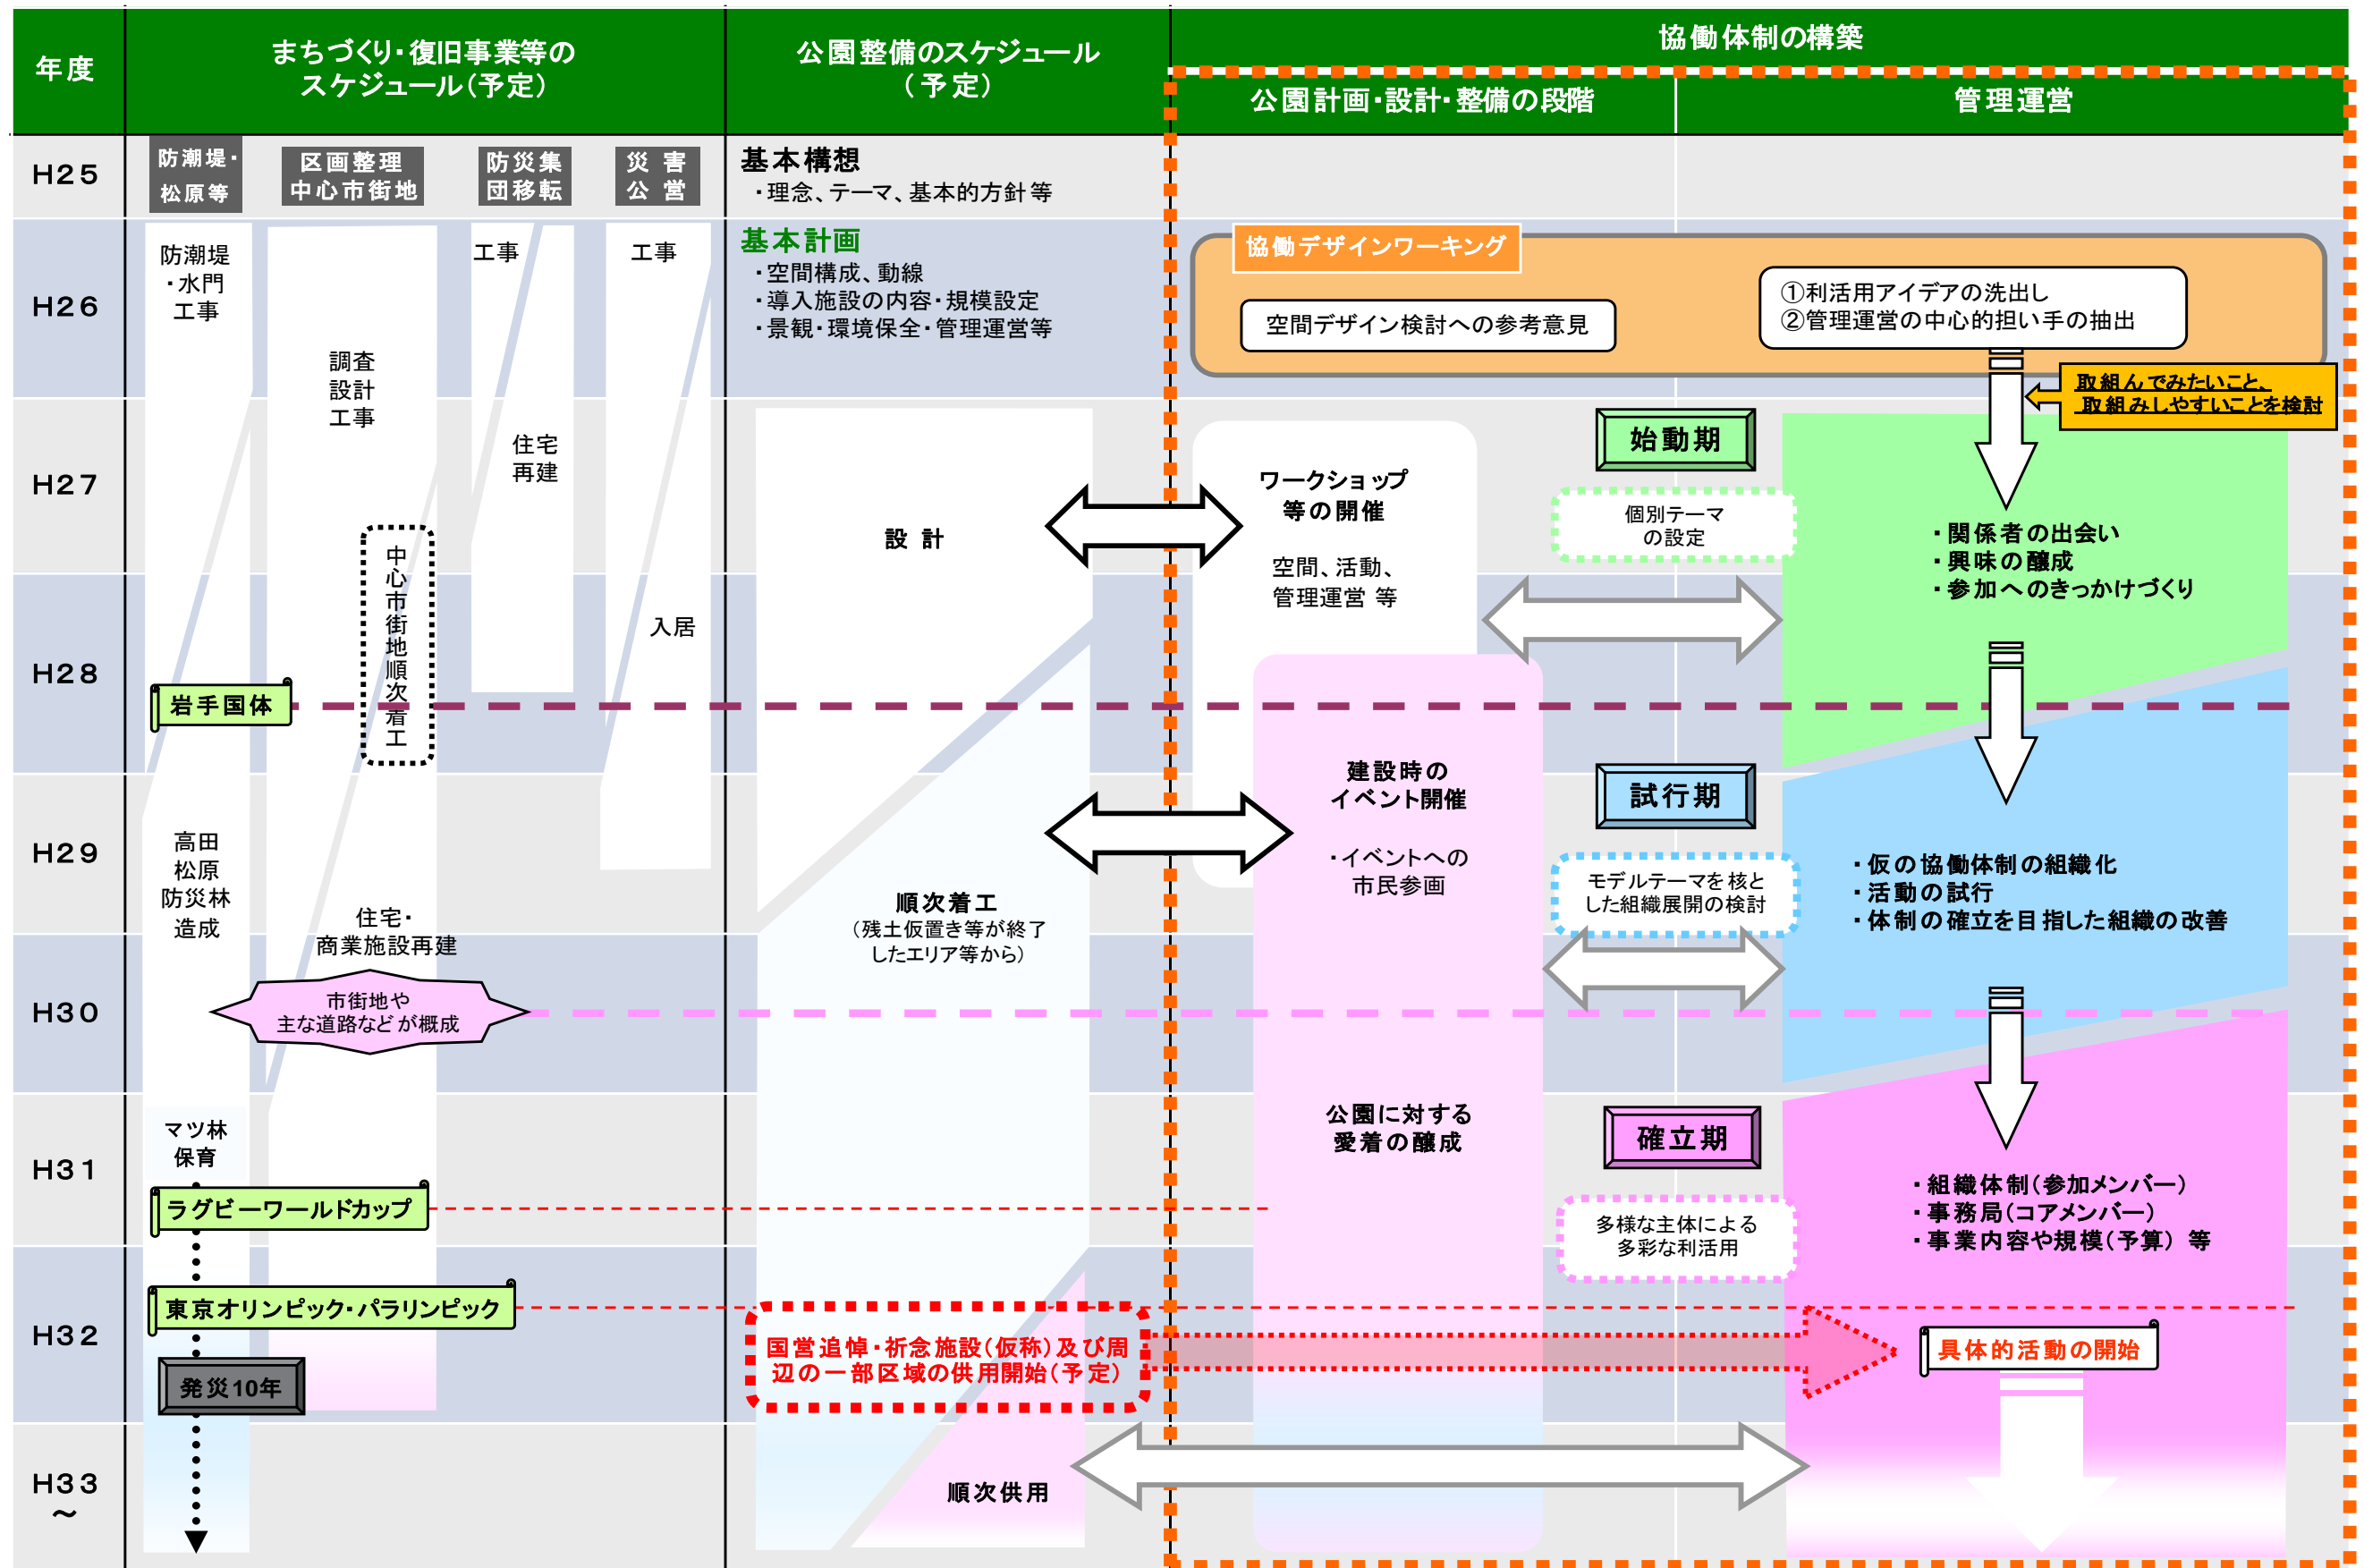 年度
まちづくり・復旧事業等の
スケジュール(予定)
公園整備のスケジュール
(予定)
協働体制の構築
公園計画・設計・整備の段階
管理運営
H25
防潮堤・
松原等
区画整理
中心市街地
防災集
団移転
災害
公営
基本構想
・理念、テーマ、基本的方針等
H26
防潮堤
・水門
工事
調査
設計
工事
工事
工事
基本計画
・空間構成、動線
・導入施設の内容・規模設定
・景観・環境保全・管理運営等
協働デザインワーキング
空間デザイン検討への参考意見
①利活用アイデアの洗出し
②管理運営の中心的担い手の抽出
取組んでみたいこと、
取組みしやすいことを検討
H27
住宅
再建
中心市街地順次着工
設計
ワークショップ
等の開催
空間、活動、
管理運営 等
始動期
個別テーマ
の設定
・関係者の出会い
・興味の醸成
・参加へのきっかけづくり
H28
入居
岩手国体
H29
高田
松原
防災林
造成
住宅・
商業施設再建
順次着工
(残土仮置き等が終了
したエリア等から)
建設時の
イベント開催
・イベントへの
市民参画
試行期
モデルテーマを核と
した組織展開の検討
・仮の協働体制の組織化
・活動の試行
・体制の確立を目指した組織の改善
H30
市街地や
主な道路などが概成
H31
マツ林
保育
ラグビーワールドカップ
公園に対する
愛着の醸成
確立期
多様な主体による
多彩な利活用
・組織体制(参加メンバー)
・事務局(コアメンバー)
・事業内容や規模(予算) 等
H32
東京オリンピック・パラリンピック
発災10年
国営追悼・祈念施設(仮称)及び周
辺の一部区域の供用開始(予定)
具体的活動の開始
H33
～
順次供用